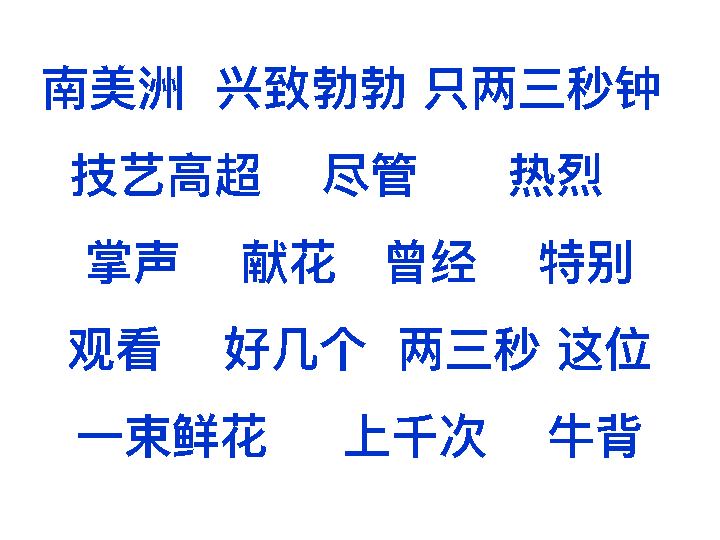 南美洲 兴致勃勃 只两三秒钟
技艺高超 尽管 热烈
掌声 献花 曾经 特别
观看 好几个 两三秒 这位
一束鲜花 上千次 牛背